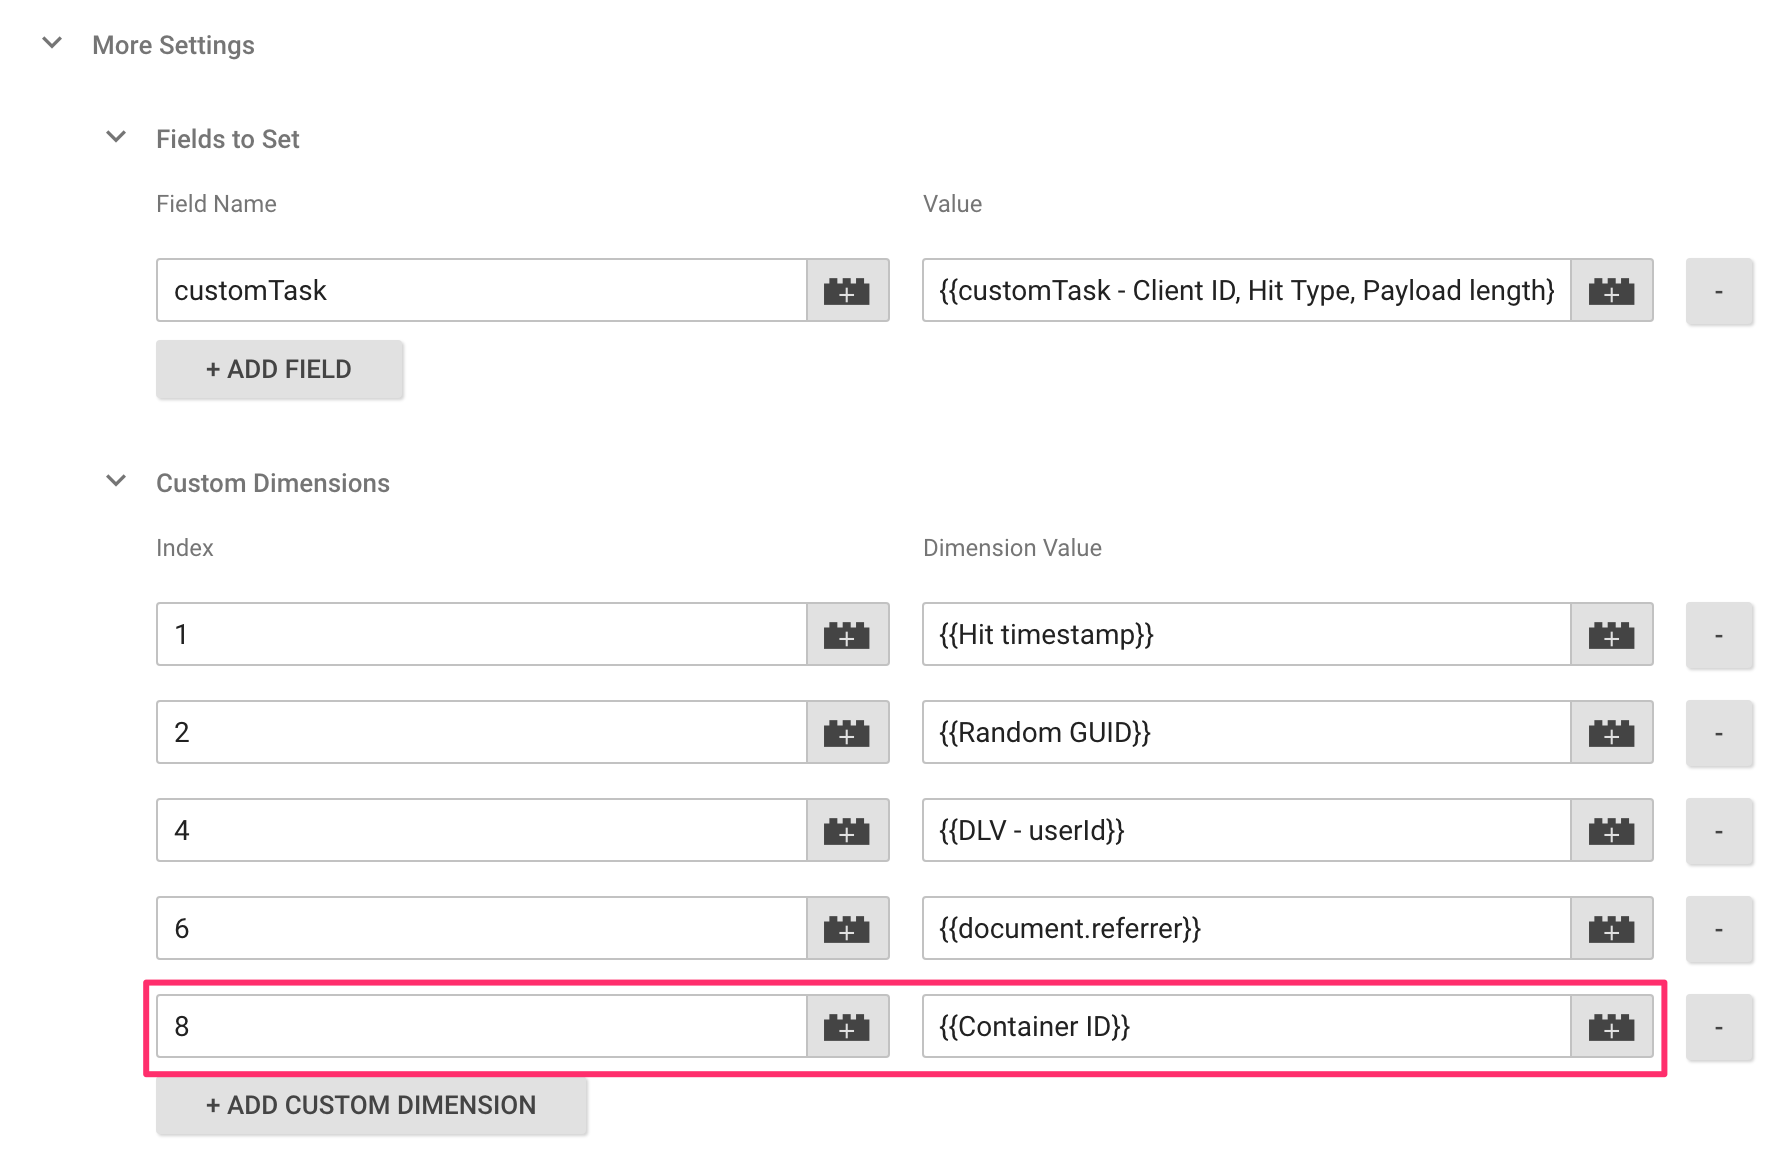 More Settings
Fields to Set
Field Name Value
customTask {{customTask - Client ID, Hit Type, Payload length} -
+ ADD FIELD
Custom Dimensions
Index Dimension Value
1 {{Hit timestamp}} -
2 {{Random GUID}} -
4 {{DLV - userId}} -
6 {{document.referrer}} -
8 {{Container ID}} -
+ ADD CUSTOM DIMENSION